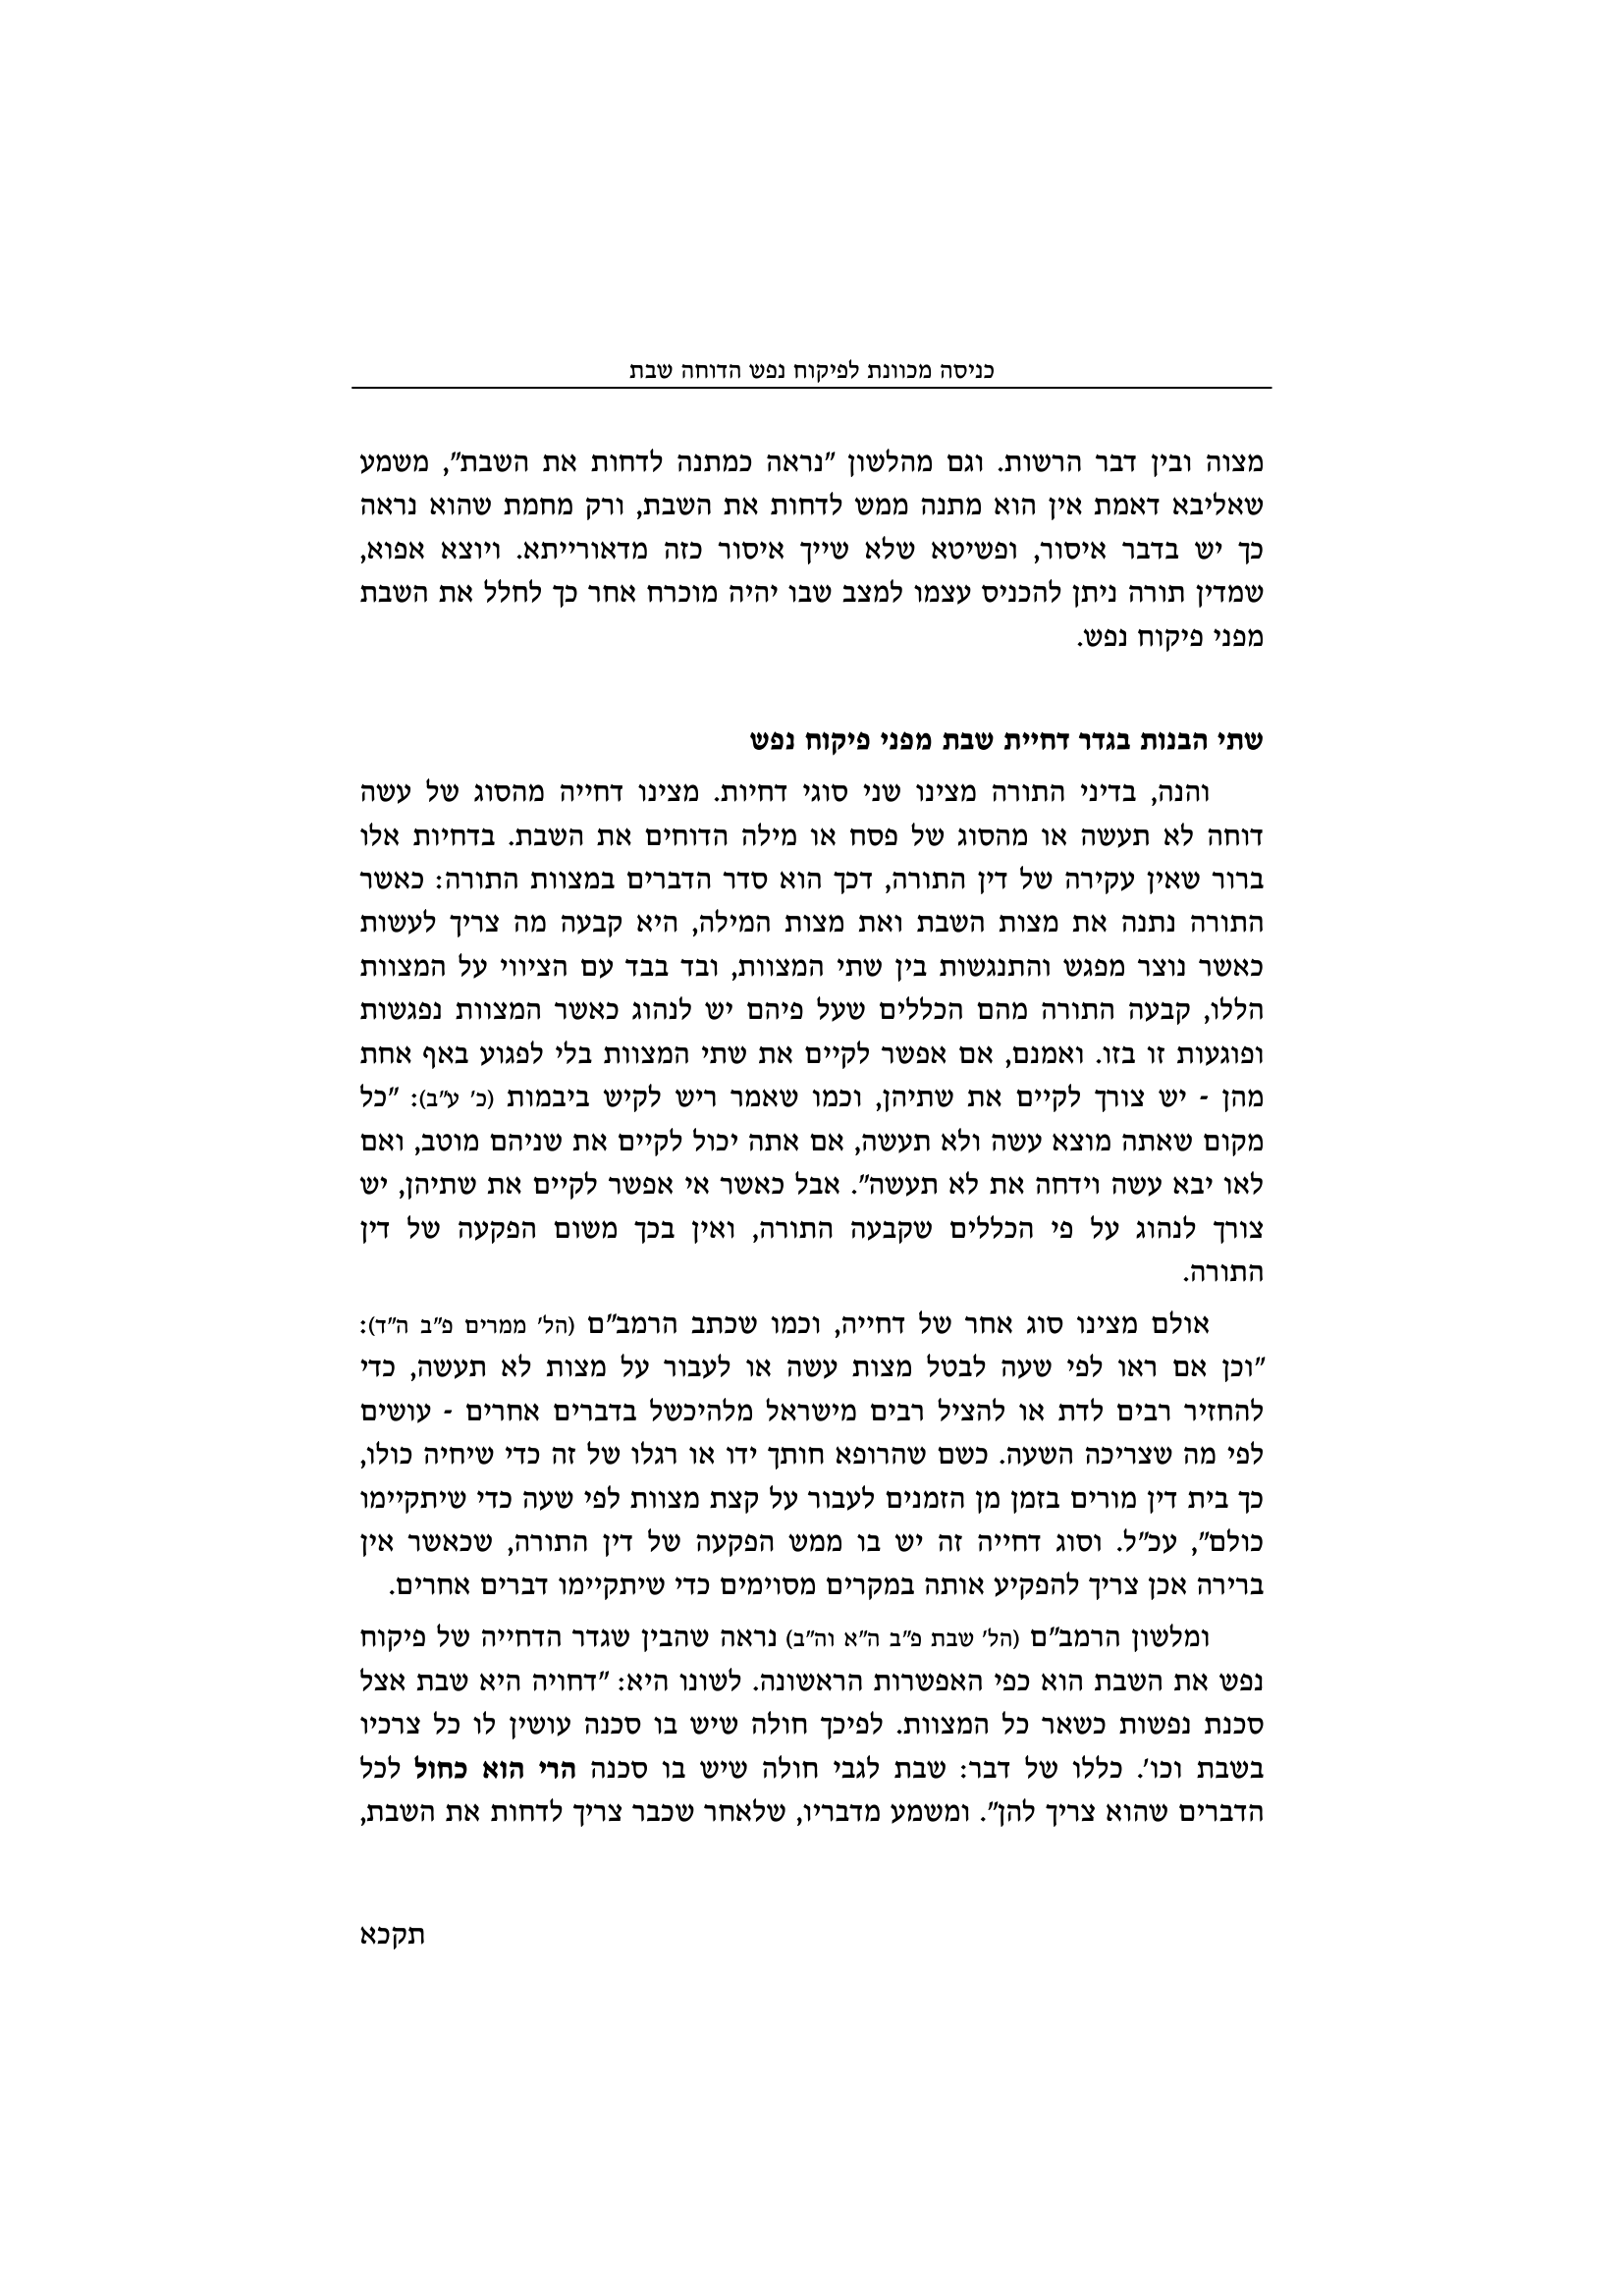 כניסה מכוונת לפיקוח נפש הדוחה שבת
מצוה ובין דבר הרשות. וגם מהלשון "נראה כמתנה לדחות את השבת", משמע
שאליבא דאמת אין הוא מתנה ממש לדחות את השבת, ורק מחמת שהוא נראה
כך יש בדבר איסור, ופשיטא שלא שייך איסור כזה מדאורייתא. ויוצא אפוא,
שמדין תורה ניתן להכניס עצמו למצב שבו יהיה מוכרח אחר כך לחלל את השבת
מפני פיקוח נפש.
שתי הבנות בגדר דחיית שבת מפני פיקוח נפש
והנה, בדיני התורה מצינו שני סוגי דחיות. מצינו דחייה מהסוג של עשה
דוחה לא תעשה או מהסוג של פסח או מילה הדוחים את השבת. בדחיות אלו
ברור שאין עקירה של דין התורה, דכך הוא סדר הדברים במצוות התורה: כאשר
התורה נתנה את מצות השבת ואת מצות המילה, היא קבעה מה צריך לעשות
כאשר נוצר מפגש והתנגשות בין שתי המצוות, ובד בבד עם הציווי על המצוות
הללו, קבעה התורה מהם הכללים שעל פיהם יש לנהוג כאשר המצוות נפגשות
ופוגעות זו בזו. ואמנם, אם אפשר לקיים את שתי המצוות בלי לפגוע באף אחת
מהן - יש צורך לקיים את שתיהן, וכמו שאמר ריש לקיש ביבמות (כ' ע"ב): "כל
מקום שאתה מוצא עשה ולא תעשה, אם אתה יכול לקיים את שניהם מוטב, ואם
לאו יבא עשה וידחה את לא תעשה". אבל כאשר אי אפשר לקיים את שתיהן, יש
צורך לנהוג על פי הכללים שקבעה התורה, ואין בכך משום הפקעה של דין
התורה.
אולם מצינו סוג אחר של דחייה, וכמו שכתב הרמב"ם (הל' ממרים פ"ב ה"ד):
"וכן אם ראו לפי שעה לבטל מצות עשה או לעבור על מצות לא תעשה, כדי
להחזיר רבים לדת או להציל רבים מישראל מלהיכשל בדברים אחרים - עושים
לפי מה שצריכה השעה. כשם שהרופא חותך ידו או רגלו של זה כדי שיחיה כולו,
כך בית דין מורים בזמן מן הזמנים לעבור על קצת מצוות לפי שעה כדי שיתקיימו
כולם", עכ"ל. וסוג דחייה זה יש בו ממש הפקעה של דין התורה, שכאשר אין
ברירה אכן צריך להפקיע אותה במקרים מסוימים כדי שיתקיימו דברים אחרים.
ומלשון הרמב"ם (הל' שבת פ"ב ה"א וה"ב) נראה שהבין שגדר הדחייה של פיקוח
נפש את השבת הוא כפי האפשרות הראשונה. לשונו היא: "דחויה היא שבת אצל
סכנת נפשות כשאר כל המצוות. לפיכך חולה שיש בו סכנה עושין לו כל צרכיו
בשבת וכו'. כללו של דבר: שבת לגבי חולה שיש בו סכנה הרי הוא כחול לכל
הדברים שהוא צריך להן". ומשמע מדבריו, שלאחר שכבר צריך לדחות את השבת,
תקכא